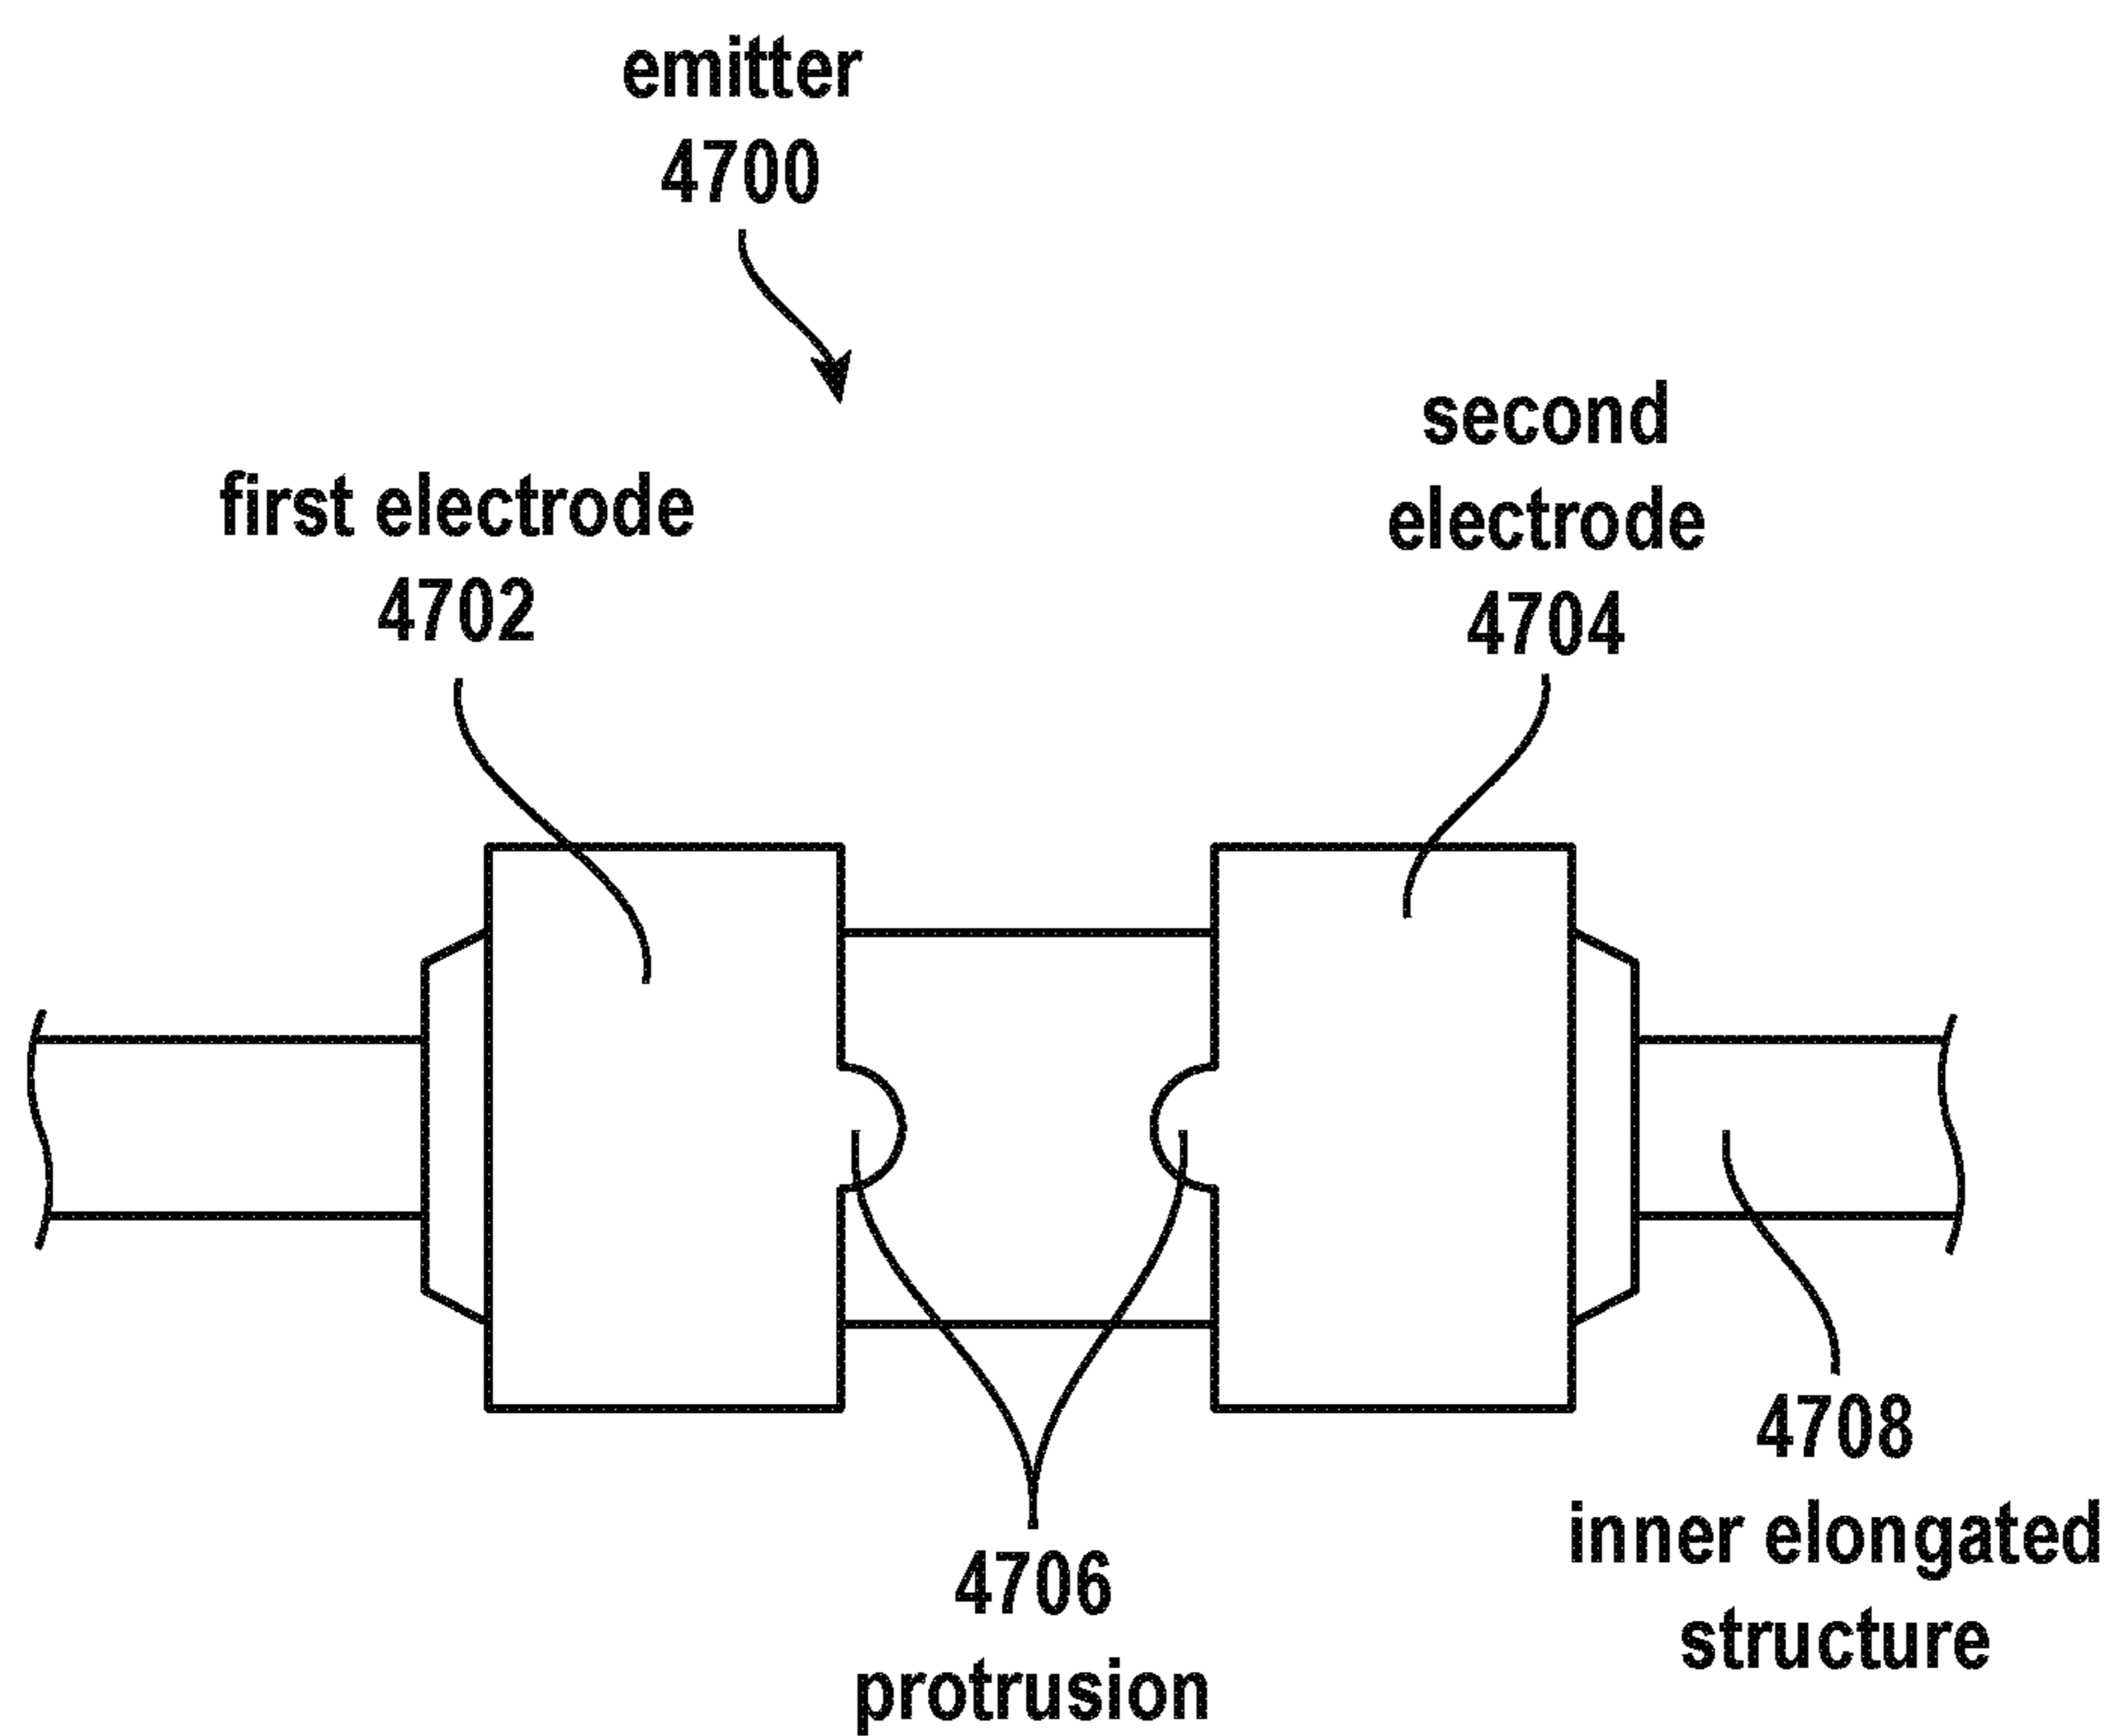 emitter
4700
first electrode
4702
second
electrode
4704
4706
protrusion
4708
inner elongated
structure